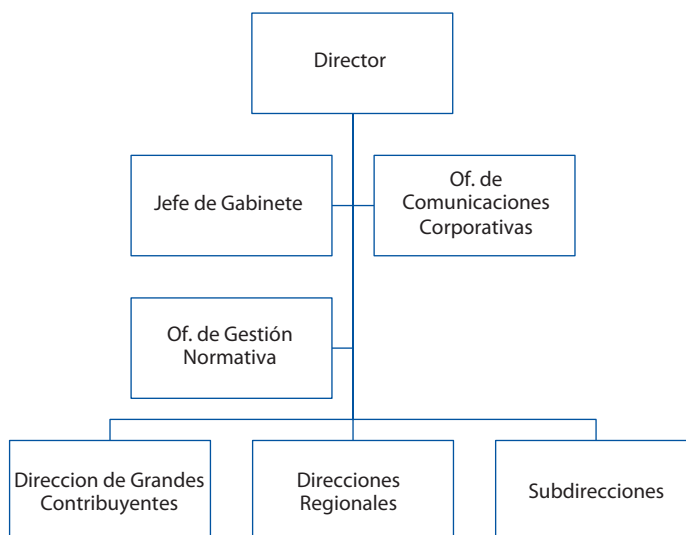 Director
Jefe de Gabinete
Of. de
Comunicaciones
Corporativas
Of. de Gestión
Normativa
Direccion de Grandes
Contribuyentes
Direcciones
Regionales
Subdirecciones